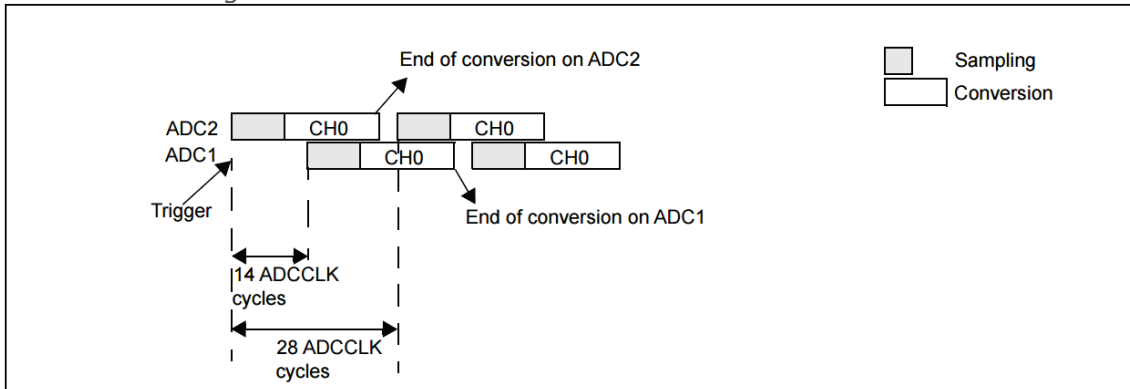 End of conversion on ADC2
Sampling
Conversion
ADC2
CH0
CH0
ADC1
CH0
CH0
Trigger
End of conversion on ADC1
14 ADCCLK
cycles
28 ADCCLK
cycles